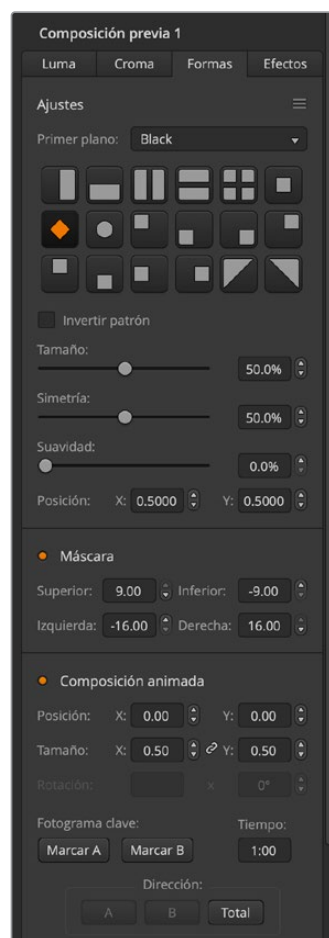 Composición previa 1
Luma Croma Formas Efectos
Ajustes
Primer plano: Black
Invertir patrón
Tamaño:
50.0%
Simetría:
50.0%
Suavidad:
0.0%
Posición: X: 0.5000 Y: 0.5000
Máscara
Superior: 9.00 Inferior: -9.00
Izquierda: -16.00 Derecha: 16.00
Composición animada
Posición: X: 0.00 Y: 0.00
Tamaño: X: 0.50 Y: 0.50
Rotación: x 0°
Fotograma clave: Tiempo:
Marcar A Marcar B 1:00
Dirección:
A B Total